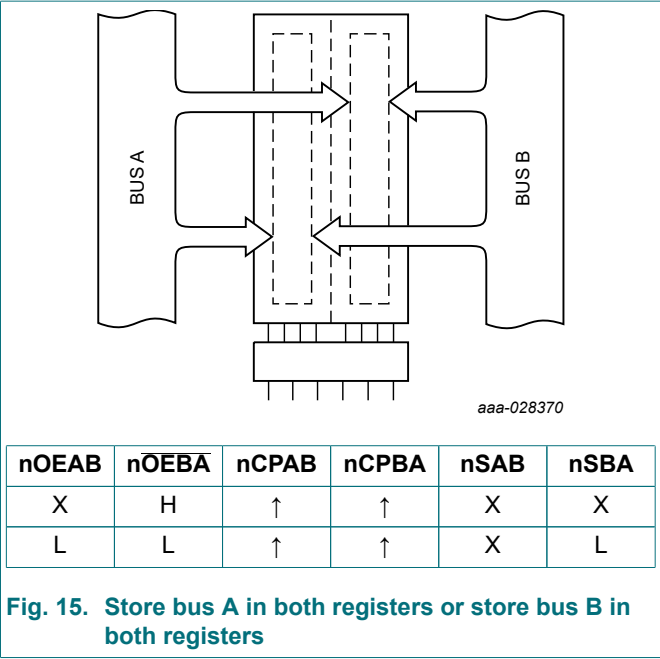 BUS A
BUS B
aaa-028370
nOEAB nO̅E̅B̅A̅ nCPAB nCPBA nSAB nSBA
X H ↑ ↑ X X
L L ↑ ↑ X L
Fig. 15. Store bus A in both registers or store bus B in
both registers